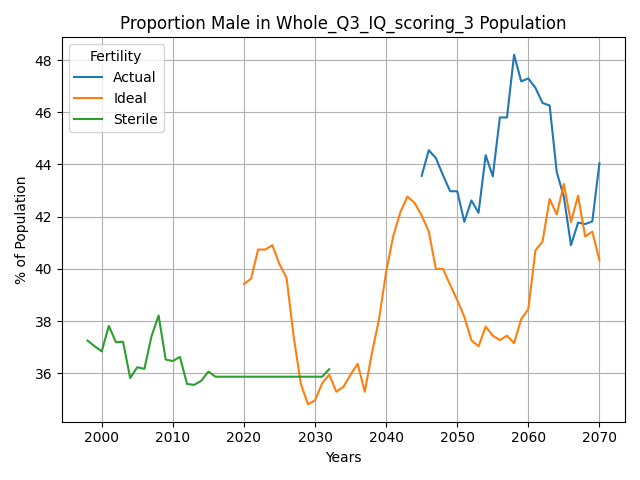 Proportion Male in Whole_Q3_IQ_scoring_3 Population
Fertility
Actual
Ideal
Sterile
% of Population
48
46
44
42
40
38
36
2000
2010
2020
2030
2040
2050
2060
2070
Years